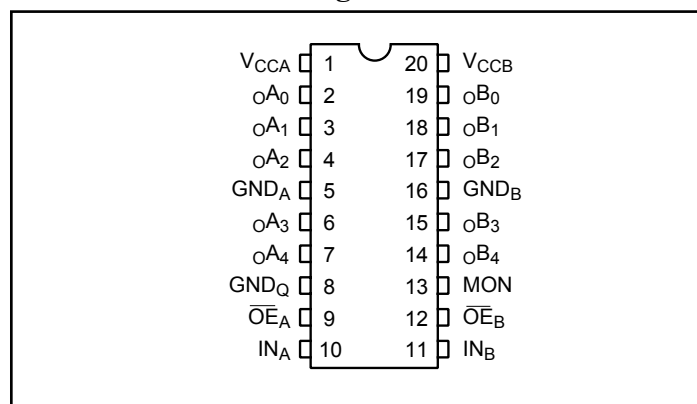 VCCA 1 20 VCCB
OA0 2 19 OB0
OA1 3 18 OB1
OA2 4 17 OB2
GNDA 5 16 GNDB
OA3 6 15 OB3
OA4 7 14 OB4
GNDQ 8 13 MON
O̅E̅A 9 12 O̅E̅B
INA 10 11 INB